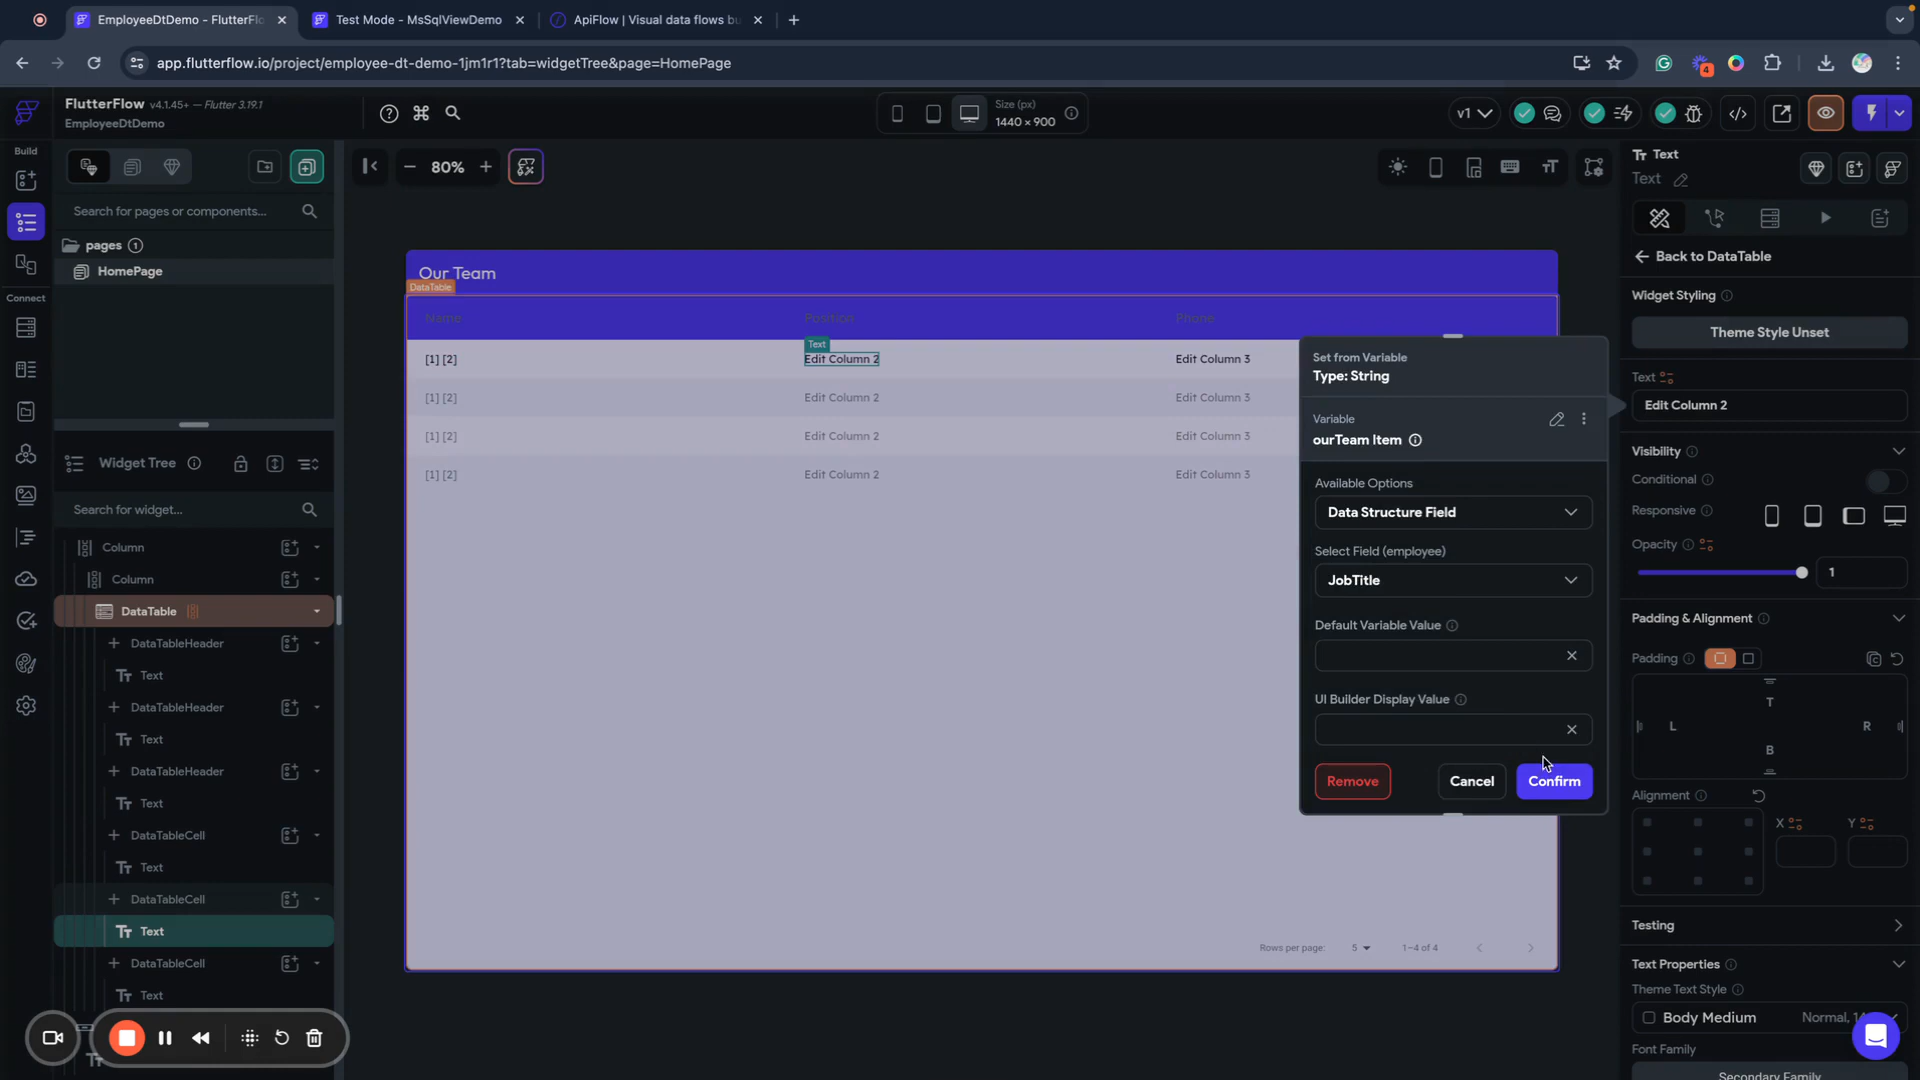 EmployeeDtDemo - FlutterFlo
Test Mode - MsSqlViewDemo
ApiFlow | Visual data flows bu
app.flutterflow.io/project/employee-dt-demo-1jm1r1?tab=widgetTree&page=HomePage
4
FlutterFlow v4.1.45+ – Flutter 3.19.1
EmployeeDtDemo
Size (px)
1440 × 900
v1
Build
Connect
Search for pages or components...
pages (1)
HomePage
Widget Tree
Search for widget...
Column
Column
DataTable
DataTableHeader
Text
DataTableHeader
Text
DataTableHeader
Text
DataTableCell
Text
DataTableCell
Text
DataTableCell
Text
80%
Our Team
DataTable
Name Position Phone
Text
[1] [2] Edit Column 2 Edit Column 3
[1] [2] Edit Column 2 Edit Column 3
[1] [2] Edit Column 2 Edit Column 3
[1] [2] Edit Column 2 Edit Column 3
Rows per page: 5 1–4 of 4
Set from Variable
Type: String
Variable
ourTeam Item
Available Options
Data Structure Field
Select Field (employee)
JobTitle
Default Variable Value
UI Builder Display Value
Remove Cancel Confirm
Text
Text
Back to DataTable
Widget Styling
Theme Style Unset
Text
Edit Column 2
Visibility
Conditional
Responsive
Opacity
1
Padding & Alignment
Padding
T
L R
B
Alignment
X Y
Testing
Text Properties
Theme Text Style
Body Medium Normal,
Font Family
Secondary Family